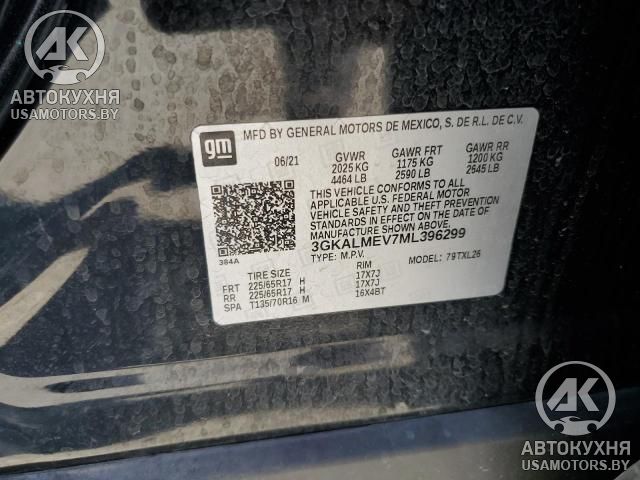 AK
АВТОКУХНЯ
USAMOTORS.BY
gm
MFD BY GENERAL MOTORS DE MEXICO, S. DE R.L. DE C.V.
06/21 GVWR GAWR FRT GAWR RR
2025 KG 1175 KG 1200 KG
4464 LB 2590 LB 2645 LB
THIS VEHICLE CONFORMS TO ALL
APPLICABLE U.S. FEDERAL MOTOR
VEHICLE SAFETY AND THEFT PREVENTION
STANDARDS IN EFFECT ON THE DATE OF
MANUFACTURE SHOWN ABOVE.
3GKALMEV7ML396299
TYPE: M.P.V. MODEL: 79TXL26
384A
TIRE SIZE RIM
FRT 225/65R17 H 17X7J
RR 225/65R17 H 17X7J
SPA T135/70R16 M 16X4BT
AK
АВТОКУХНЯ
USAMOTORS.BY